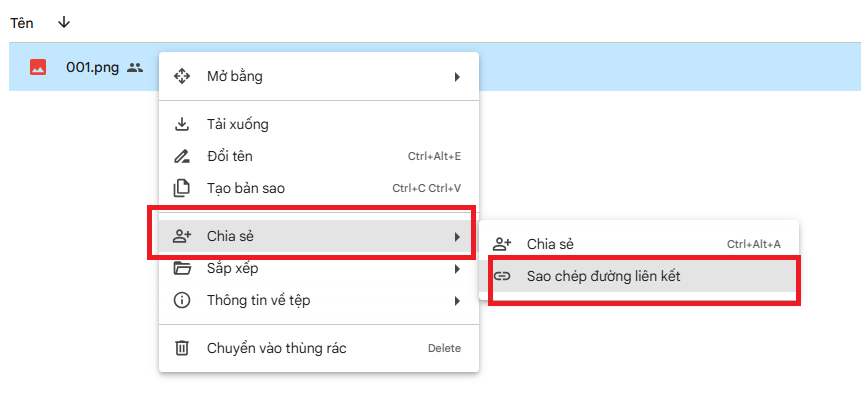 Tên
001.png
Mở bằng
Tải xuống
Đổi tên Ctrl+Alt+E
Tạo bản sao Ctrl+C Ctrl+V
Chia sẻ
Chia sẻ Ctrl+Alt+A
Sao chép đường liên kết
Sắp xếp
Thông tin về tệp
Chuyển vào thùng rác Delete